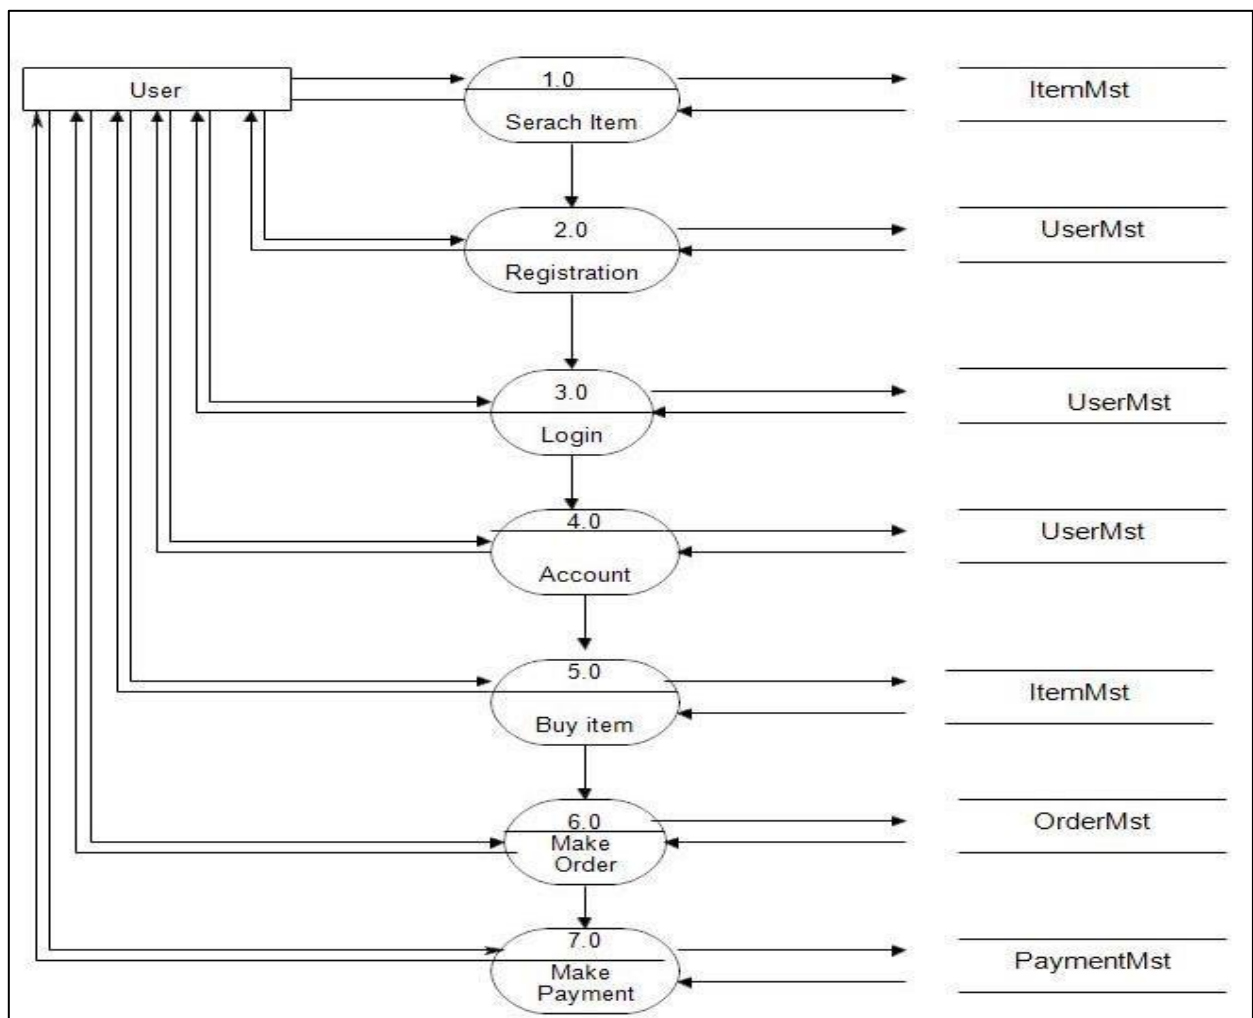 User
1.0
Serach Item
ItemMst
2.0
Registration
UserMst
3.0
Login
UserMst
4.0
Account
UserMst
5.0
Buy item
ItemMst
6.0
Make
Order
OrderMst
7.0
Make
Payment
PaymentMst